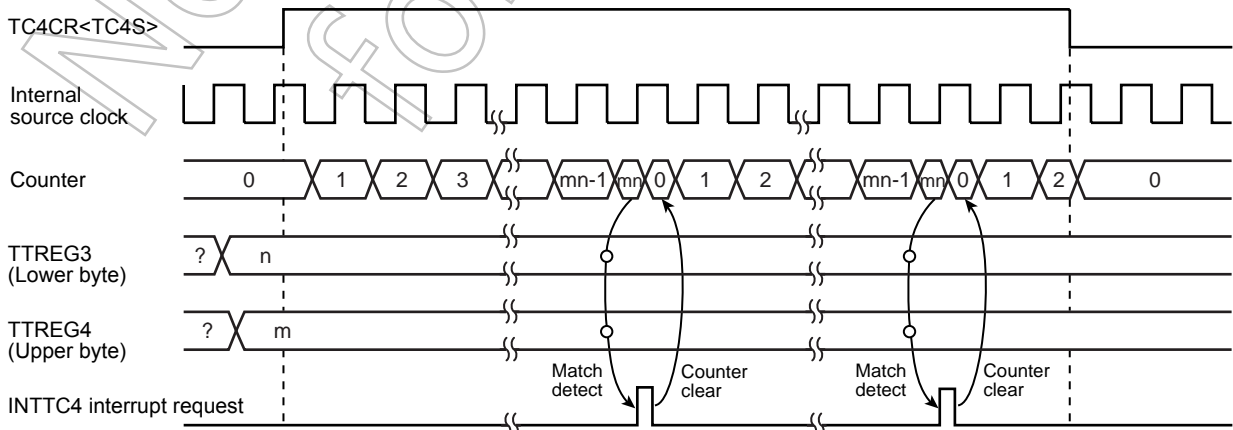 TC4CR<TC4S>
Internal
source clock
Counter
0 1 2 3 mn-1 mn 0 1 2 mn-1 mn 0 1 2 0
TTREG3
(Lower byte)
? n
TTREG4
(Upper byte)
? m
Match
detect
Counter
clear
Match
detect
Counter
clear
INTTC4 interrupt request